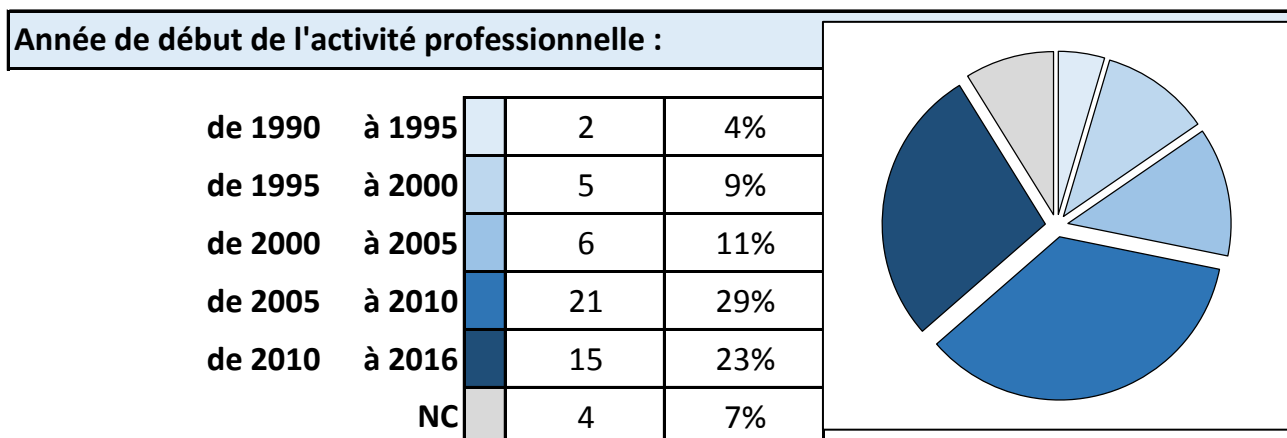 Année de début de l'activité professionnelle :
de 1990 à 1995 2 4%
de 1995 à 2000 5 9%
de 2000 à 2005 6 11%
de 2005 à 2010 21 29%
de 2010 à 2016 15 23%
NC 4 7%